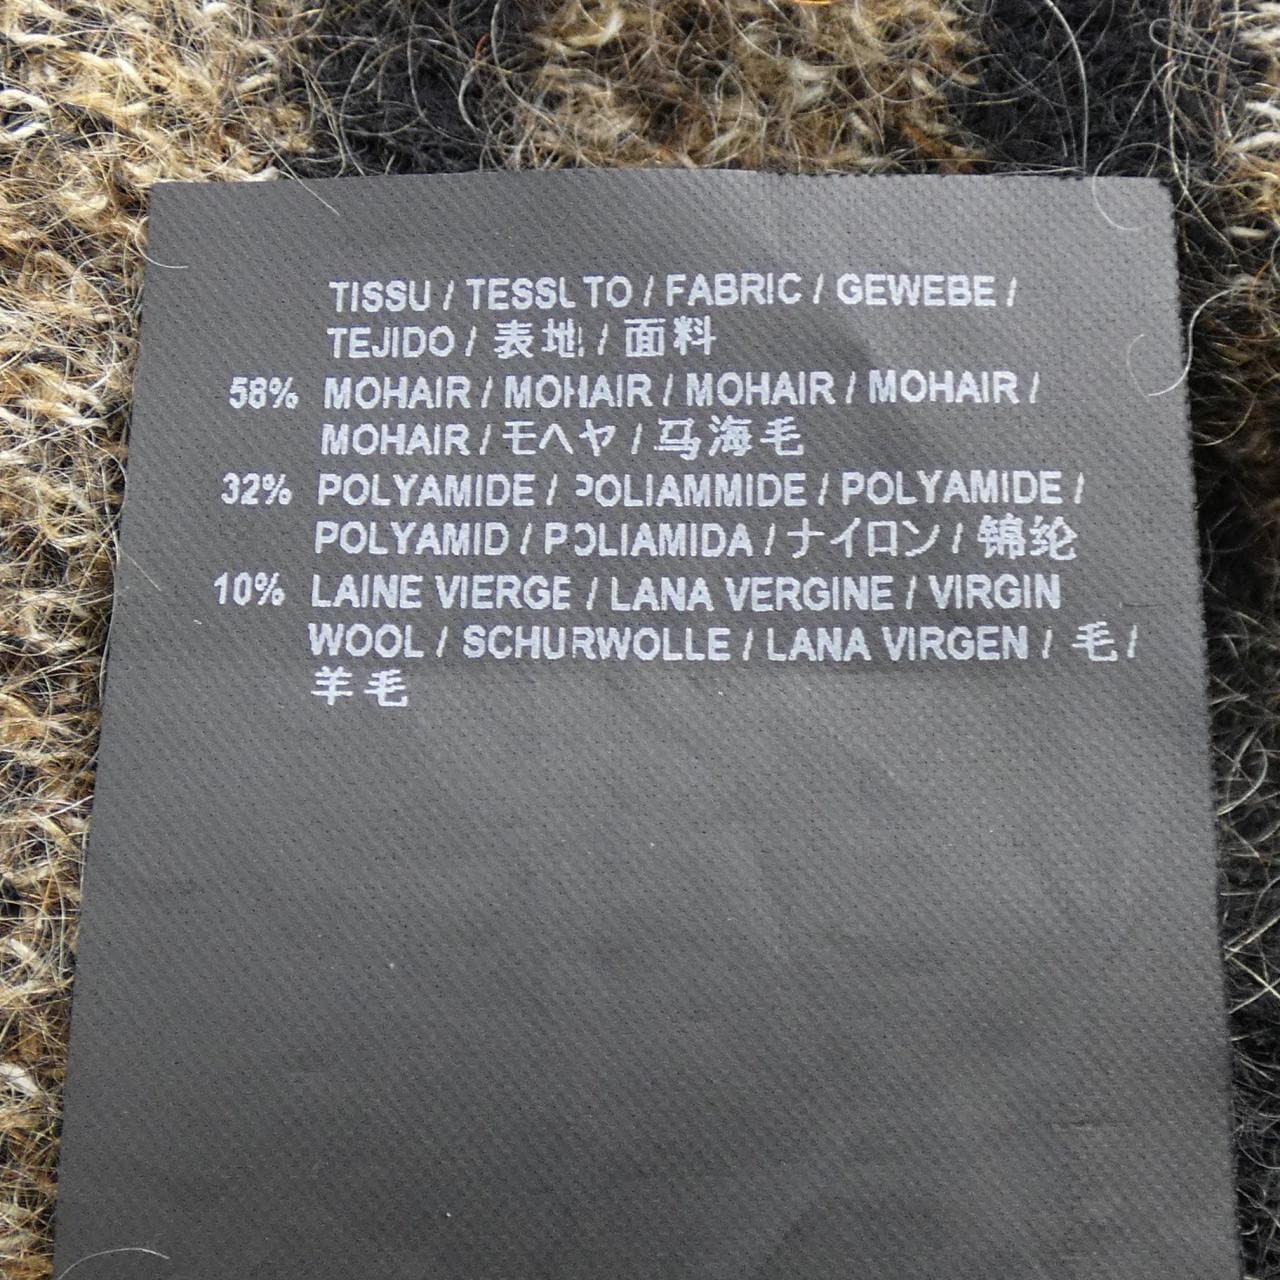 TISSU / TESSUTO / FABRIC / GEWEBE /
TEJIDO / 表地 / 面料
58% MOHAIR / MOHAIR / MOHAIR / MOHAIR /
MOHAIR / モヘヤ / 马海毛
32% POLYAMIDE / POLIAMMIDE / POLYAMIDE /
POLYAMID / POLIAMIDA / ナイロン / 锦纶
10% LAINE VIERGE / LANA VERGINE / VIRGIN
WOOL / SCHURWOLLE / LANA VIRGEN / 毛 /
羊毛